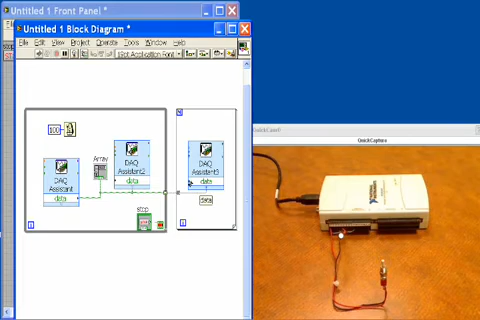 Untitled 1 Front Panel *
Untitled 1 Block Diagram *
File Edit View Project Operate Tools Window Help
13pt Application Font
100
Array
DAQ
Assistant
data
DAQ
Assistant2
data
DAQ
Assistant3
data
data
stop
i
N
i
QuickCapture